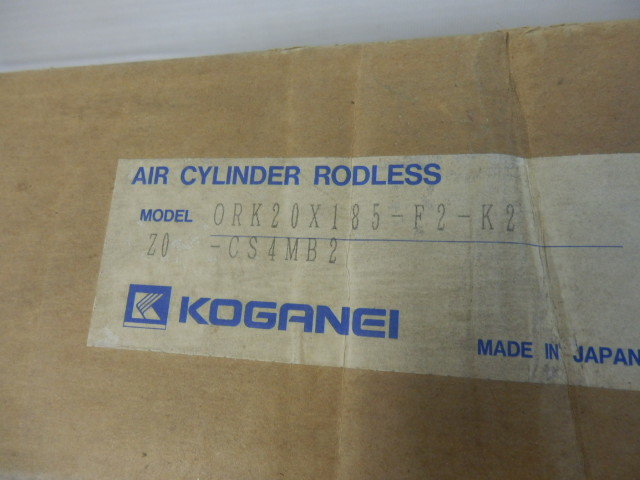 AIR CYLINDER RODLESS
MODEL ORK20X185-F2-K2
Z0 -CS4MB2
KOGANEI
MADE IN JAPAN